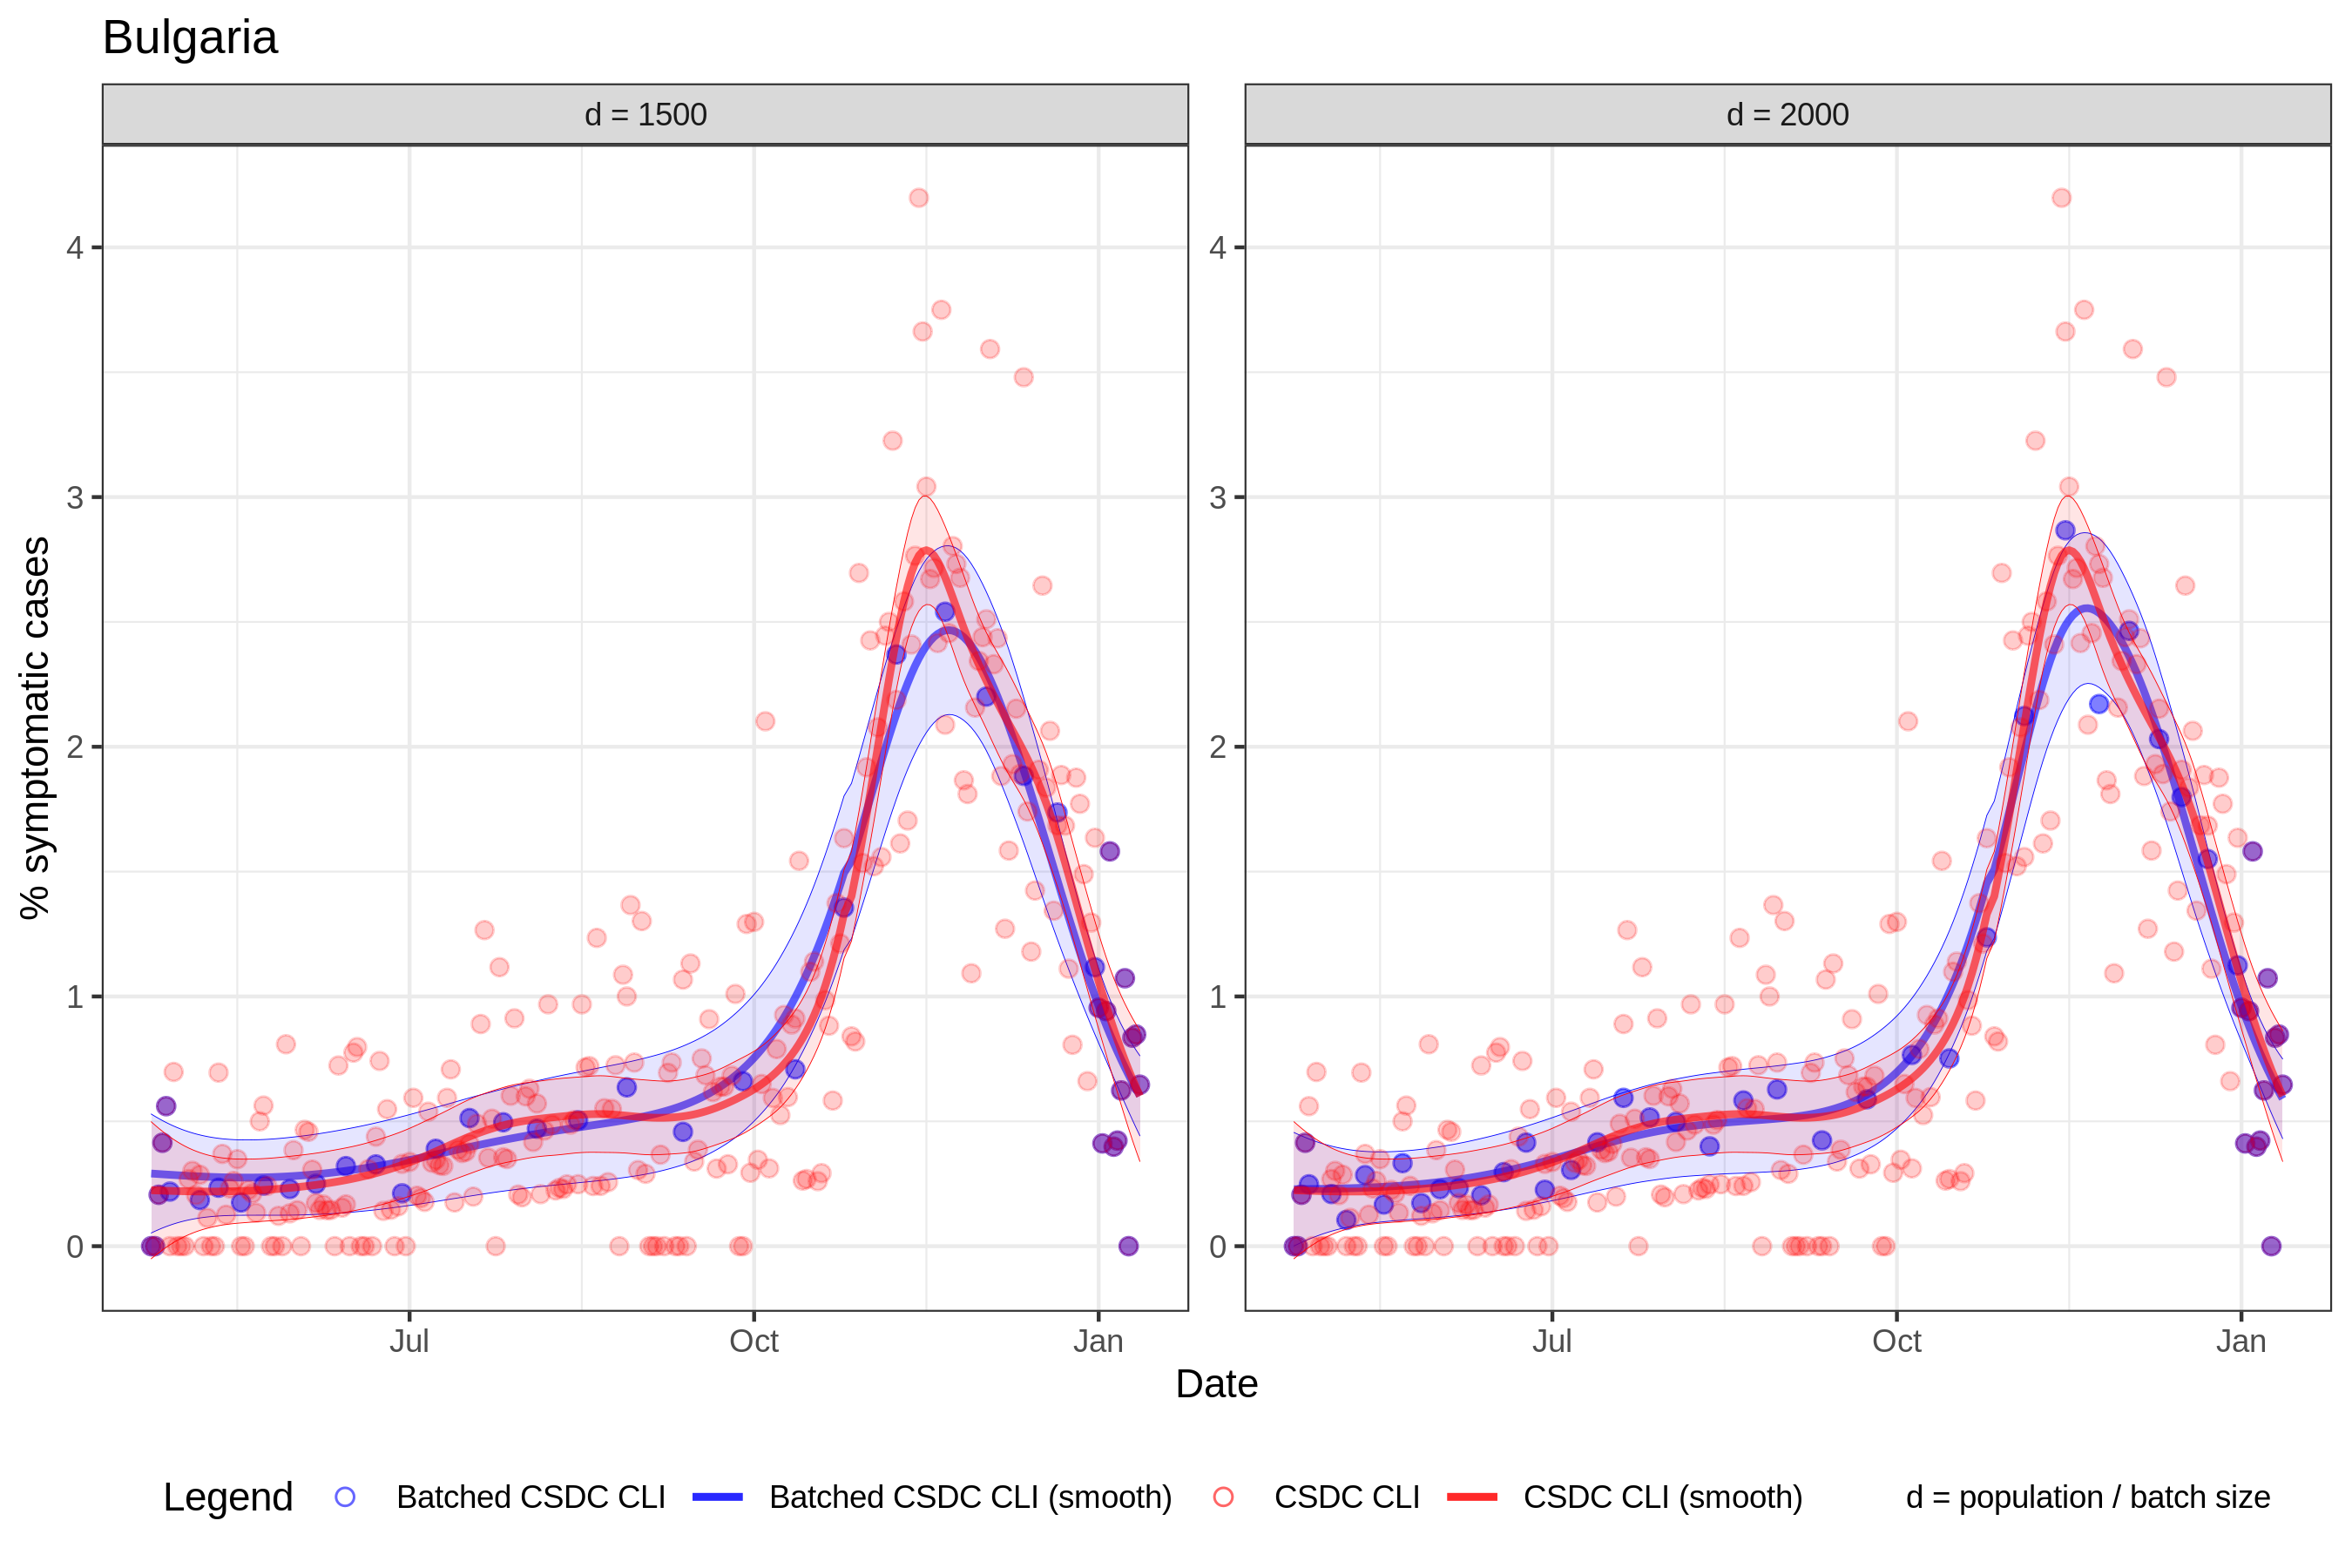 Bulgaria
d = 1500
d = 2000
% symptomatic cases
4
3
2
1
0
4
3
2
1
0
Jul
Oct
Jan
Jul
Oct
Jan
Date
Legend
Batched CSDC CLI
Batched CSDC CLI (smooth)
CSDC CLI
CSDC CLI (smooth)
d = population / batch size